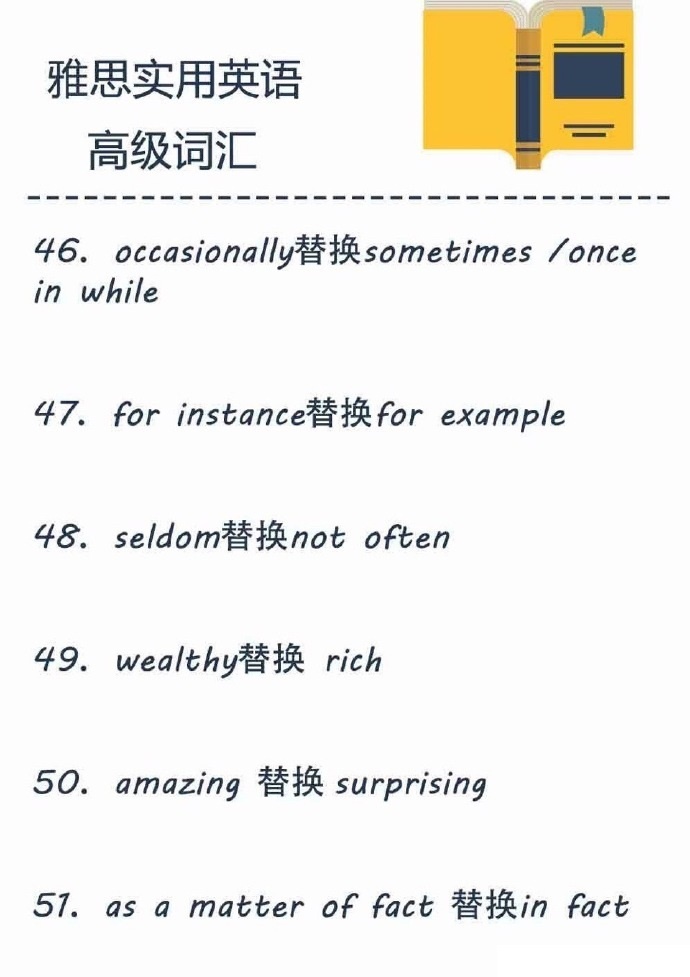 雅思实用英语
高级词汇
46. occasionally替换sometimes /once
in while
47. for instance替换for example
48. seldom替换not often
49. wealthy替换 rich
50. amazing 替换 surprising
51. as a matter of fact 替换in fact